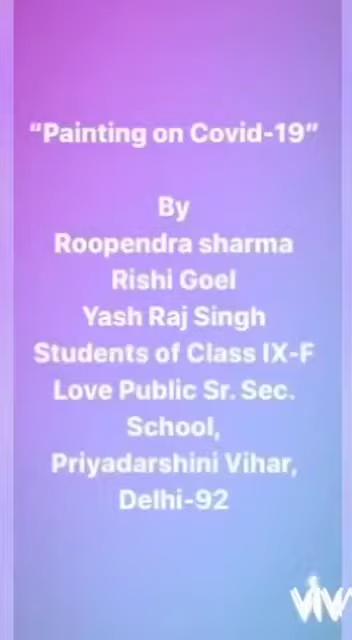 "Painting on Covid-19"
By
Roopendra sharma
Rishi Goel
Yash Raj Singh
Students of Class IX-F
Love Public Sr. Sec.
School,
Priyadarshini Vihar,
Delhi-92